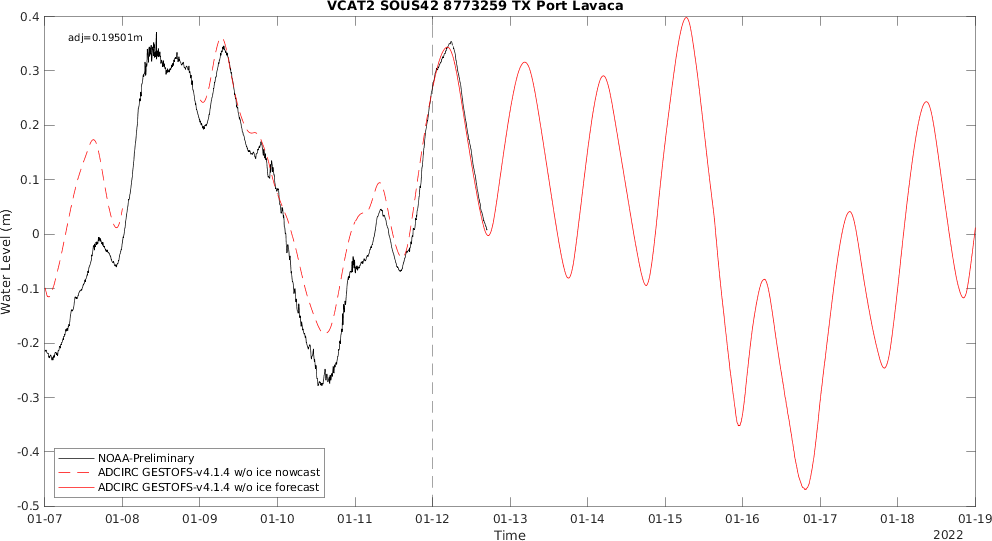 VCAT2 SOUS42 8773259 TX Port Lavaca
adj=0.19501m
0.4
0.3
0.2
0.1
0
-0.1
-0.2
-0.3
-0.4
-0.5
Water Level (m)
NOAA-Preliminary
ADCIRC GESTOFS-v4.1.4 w/o ice nowcast
ADCIRC GESTOFS-v4.1.4 w/o ice forecast
01-07 01-08 01-09 01-10 01-11 01-12 01-13 01-14 01-15 01-16 01-17 01-18 01-19
Time
2022